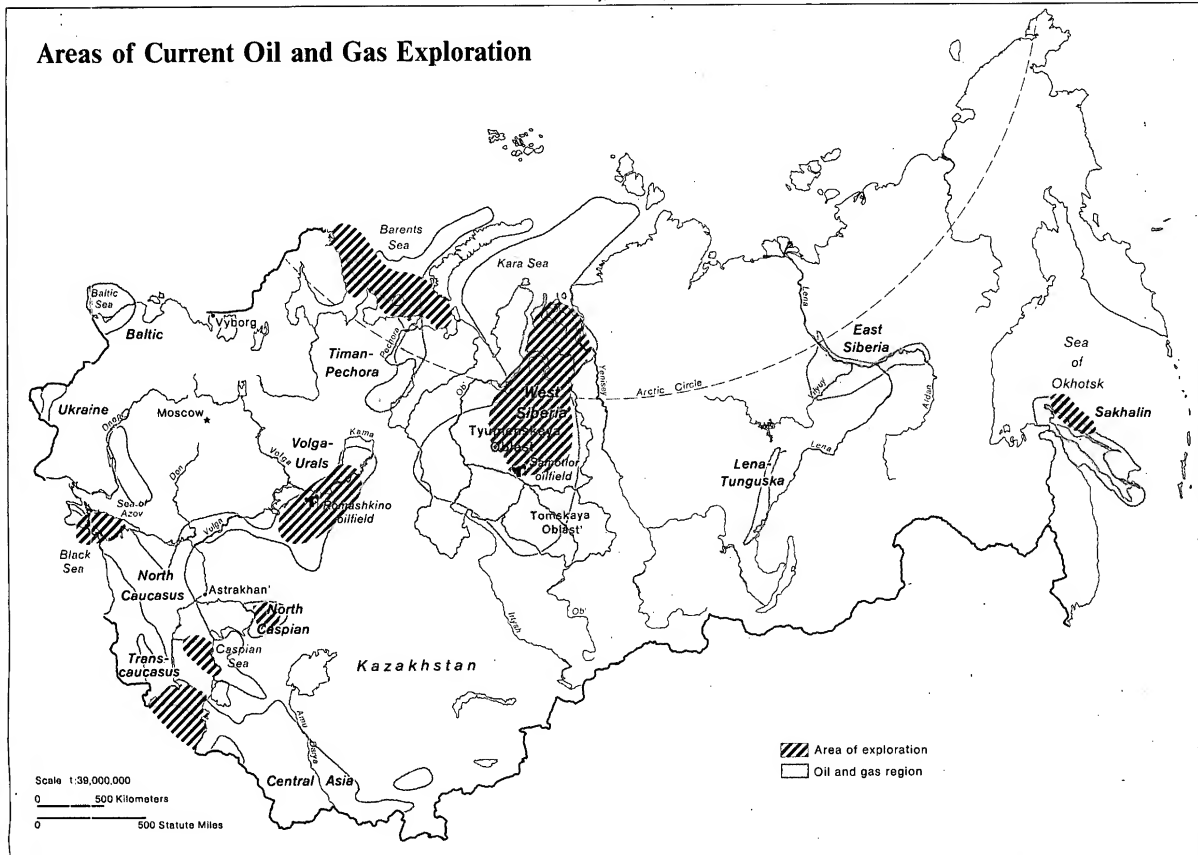 Areas of Current Oil and Gas Exploration
Barents
Sea
Kara Sea
Baltic
Sea
Baltic
Vyborg
Timan-
Pechora
Pechora
Ob'
Yenisey
Arctic Circle
Lena
East
Siberia
Vilyuy
Aldan
Sea
of
Okhotsk
Sakhalin
Ukraine
Dnepr
Moscow
Don
Volga
Volga-
Urals
Kama
West
Siberia
Tyumenskaya
Oblast'
Samotlor
oilfield
Lena-
Tunguska
Lena
Romashkino
oilfield
Tomskaya
Oblast'
Sea of
Azov
Volga
Black
Sea
North
Caucasus
Astrakhan'
North
Caspian
Caspian
Sea
Irtysh
Ob'
Trans-
caucasus
Kazakhstan
Amu
Darya
Central Asia
Area of exploration
Oil and gas region
Scale 1:39,000,000
0 500 Kilometers
0 500 Statute Miles